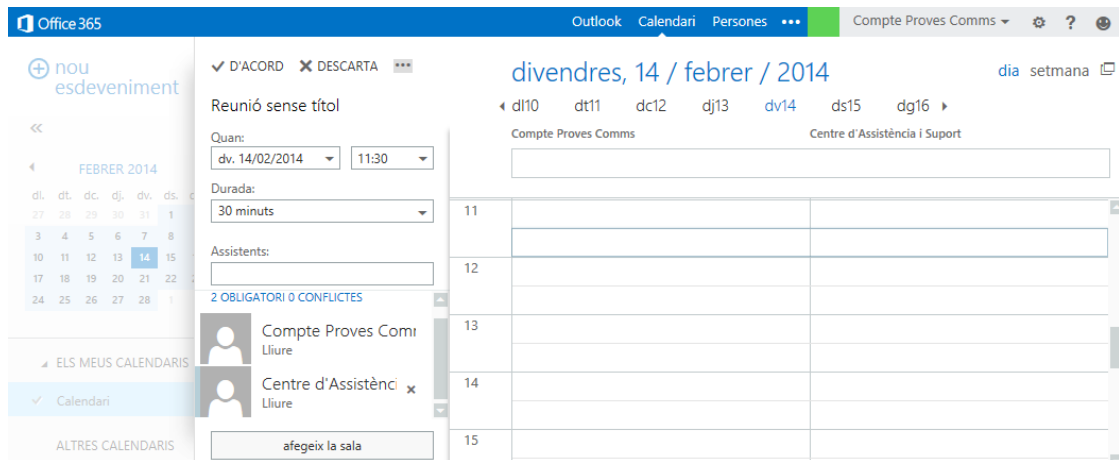 Office 365
Outlook Calendari Persones ••• Compte Proves Comms ?
nou
esdeveniment
«
FEBRER 2014
dl. dt. dc. dj. dv. ds.
27 28 29 30 31 1
3 4 5 6 7 8
10 11 12 13 14 15
17 18 19 20 21 22
24 25 26 27 28 1
ELS MEUS CALENDARIS
Calendari
ALTRES CALENDARIS
D'ACORD DESCARTA •••
Reunió sense títol
Quan:
dv. 14/02/2014 11:30
Durada:
30 minuts
Assistents:
2 OBLIGATORI 0 CONFLICTES
Compte Proves Comm
Lliure
Centre d'Assistènci
Lliure
afegeix la sala
divendres, 14 / febrer / 2014
dia setmana
dl10 dt11 dc12 dj13 dv14 ds15 dg16
Compte Proves Comms Centre d'Assistència i Suport
11
12
13
14
15